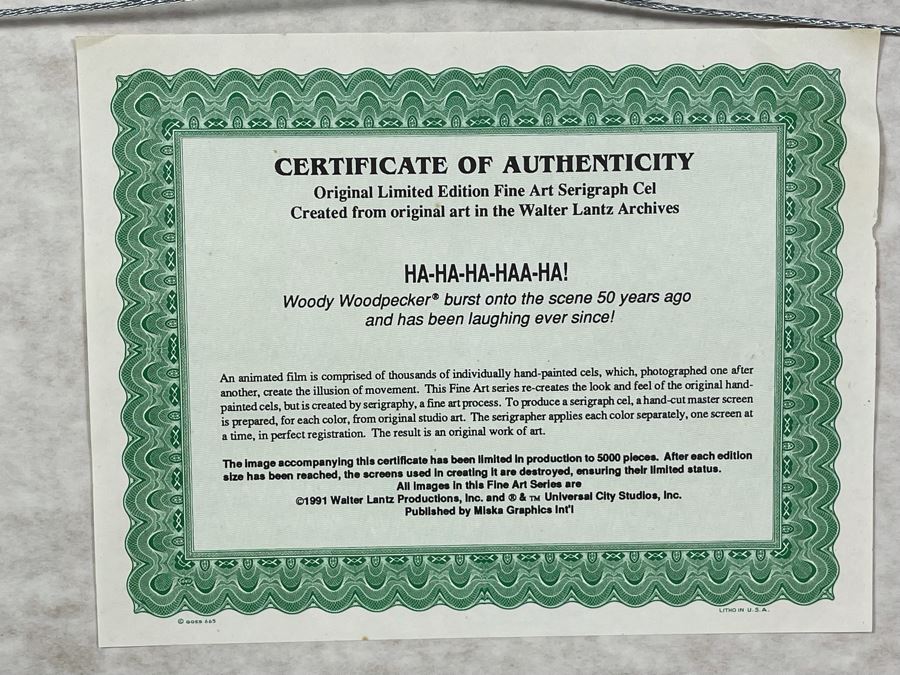 CERTIFICATE OF AUTHENTICITY
Original Limited Edition Fine Art Serigraph Cel
Created from original art in the Walter Lantz Archives
HA-HA-HA-HAA-HA!
Woody Woodpecker® burst onto the scene 50 years ago
and has been laughing ever since!
An animated film is comprised of thousands of individually hand-painted cels, which, photographed one after
another, create the illusion of movement. This Fine Art series re-creates the look and feel of the original hand-
painted cels, but is created by serigraphy, a fine art process. To produce a serigraph cel, a hand-cut master screen
is prepared, for each color, from original studio art. The serigrapher applies each color separately, one screen at
a time, in perfect registration. The result is an original work of art.
The image accompanying this certificate has been limited in production to 5000 pieces. After each edition
size has been reached, the screens used in creating it are destroyed, ensuring their limited status.
All images in this Fine Art Series are
©1991 Walter Lantz Productions, Inc. and ® & ™ Universal City Studios, Inc.
Published by Miska Graphics Int'l
© GOES 665
LITHO IN U.S.A.